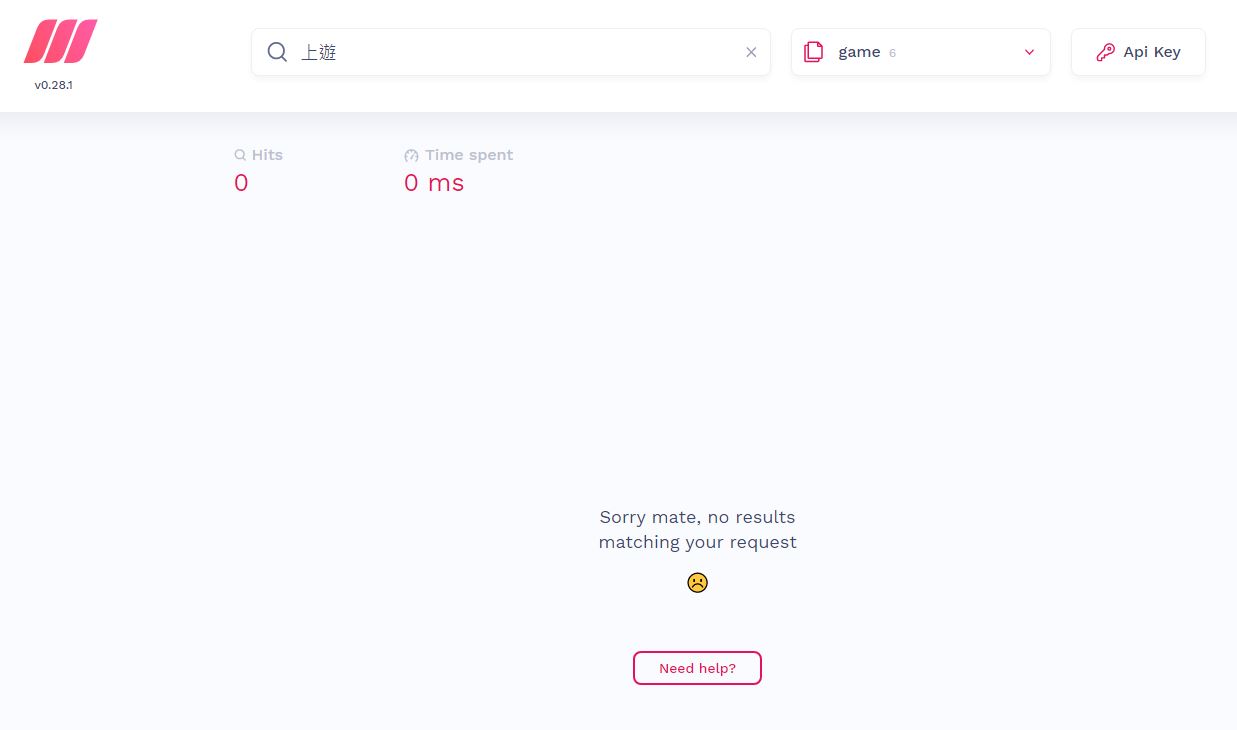 上遊
game 6
Api Key
v0.28.1
Hits
Time spent
0
0 ms
Sorry mate, no results
matching your request
Need help?